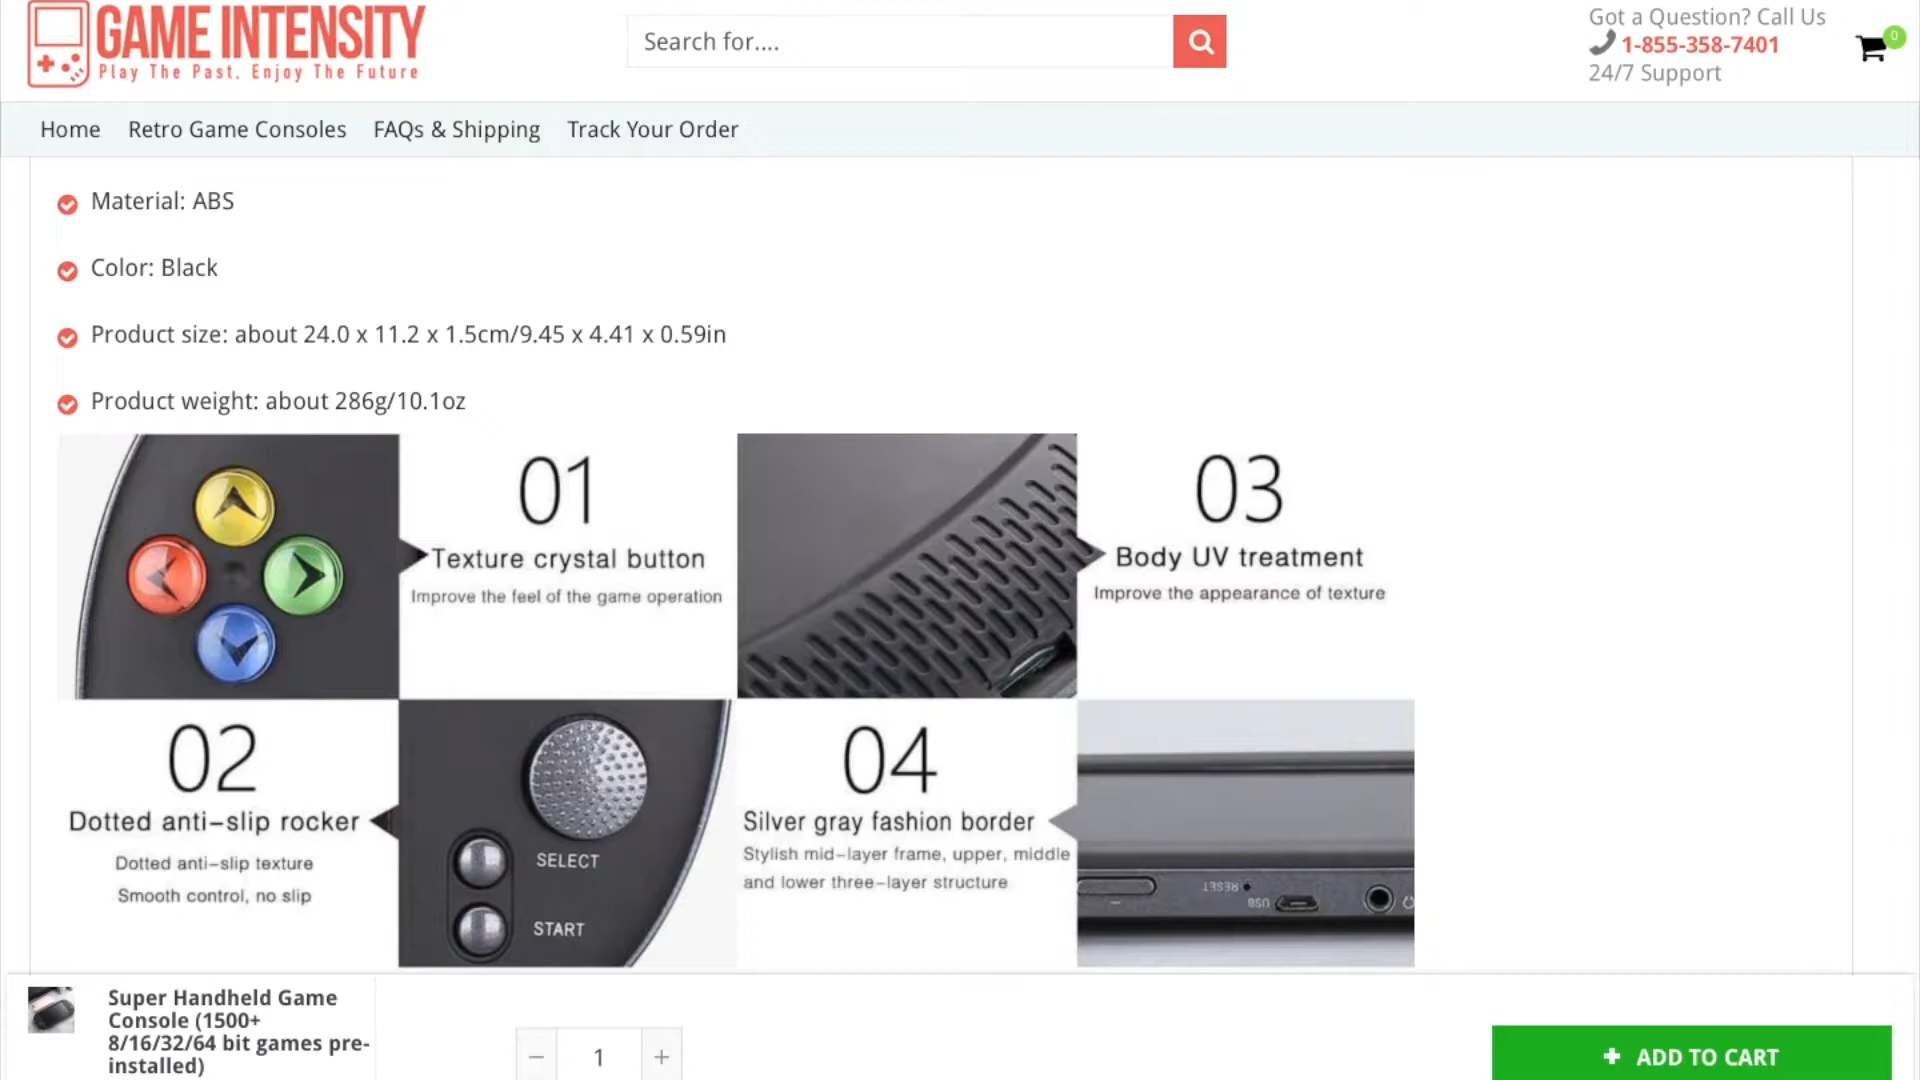 GAME INTENSITY
Play The Past, Enjoy The Future
Search for....
Got a Question? Call Us
1-855-358-7401
24/7 Support
0
Home Retro Game Consoles FAQs & Shipping Track Your Order
Material: ABS
Color: Black
Product size: about 24.0 x 11.2 x 1.5cm/9.45 x 4.41 x 0.59in
Product weight: about 286g/10.1oz
01
Texture crystal button
Improve the feel of the game operation
03
Body UV treatment
Improve the appearance of texture
02
Dotted anti-slip rocker
Dotted anti-slip texture
Smooth control, no slip
SELECT
START
04
Silver gray fashion border
Stylish mid-layer frame, upper, middle
and lower three-layer structure
RESET
USB
Super Handheld Game
Console (1500+
8/16/32/64 bit games pre-
installed)
− 1 +
+ ADD TO CART